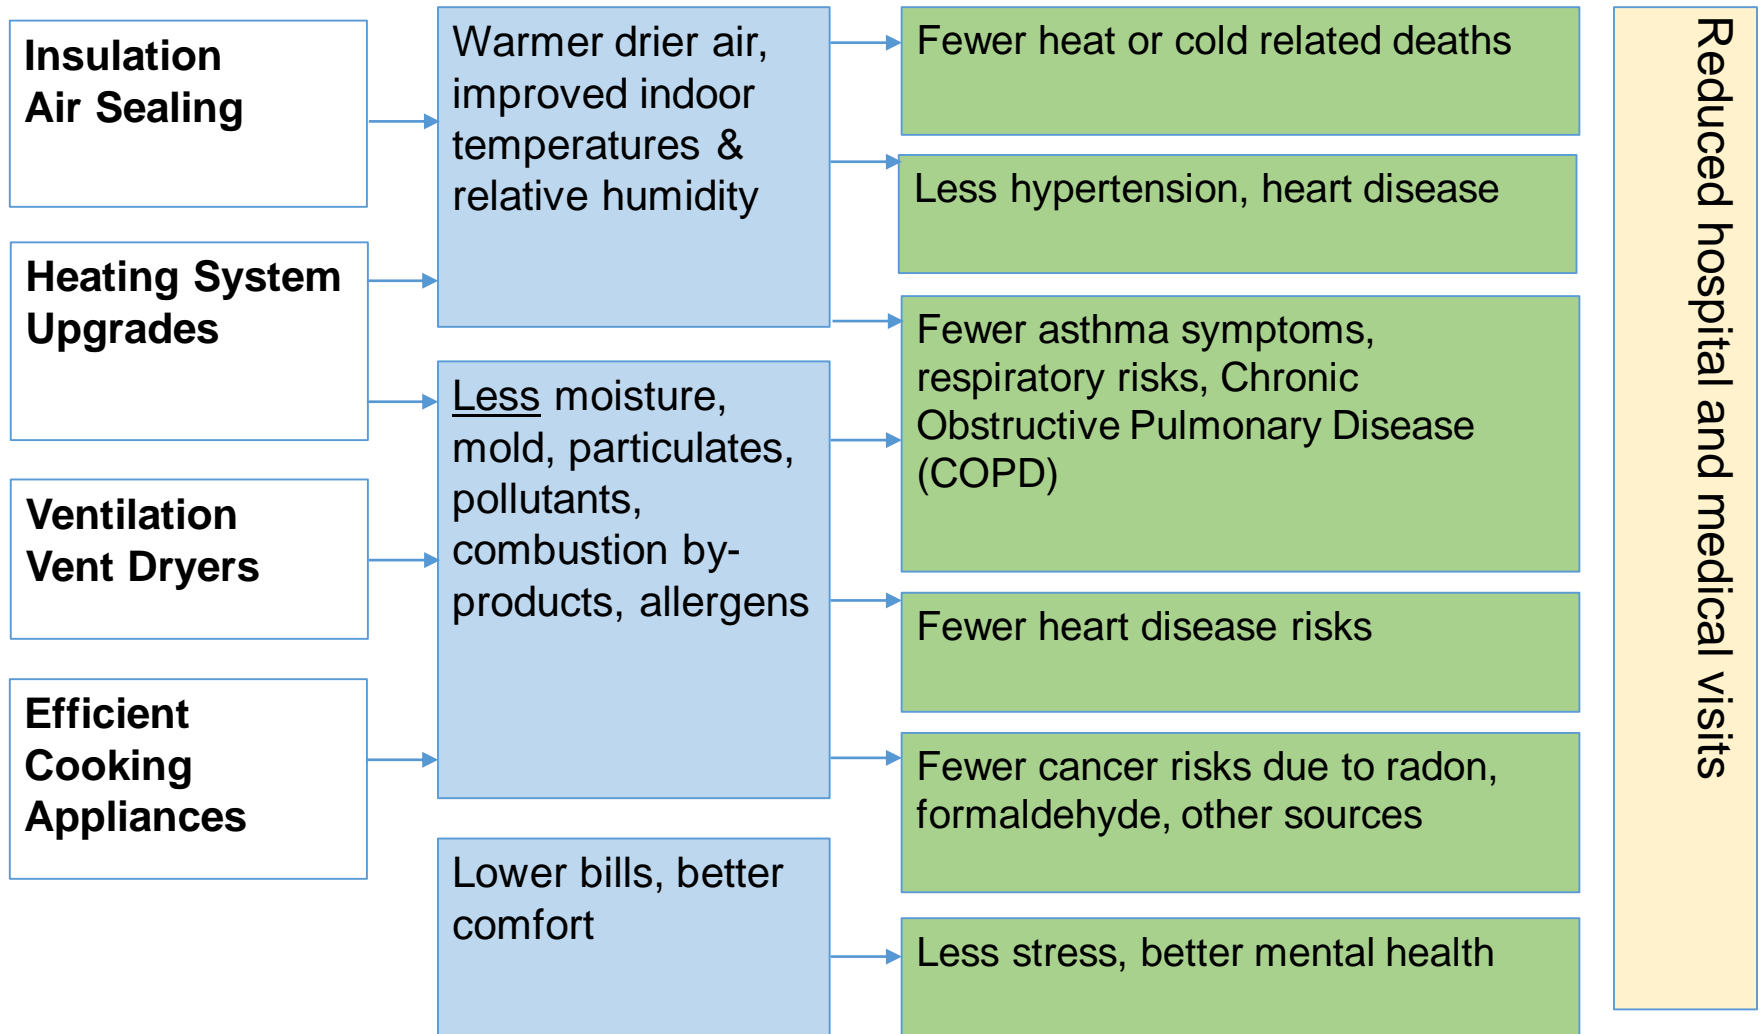 Insulation
Air Sealing
Heating System
Upgrades
Ventilation
Vent Dryers
Efficient
Cooking
Appliances
Warmer drier air,
improved indoor
temperatures &
relative humidity
Less moisture,
mold, particulates,
pollutants,
combustion by-
products, allergens
Lower bills, better
comfort
Fewer heat or cold related deaths
Less hypertension, heart disease
Fewer asthma symptoms,
respiratory risks, Chronic
Obstructive Pulmonary Disease
(COPD)
Fewer heart disease risks
Fewer cancer risks due to radon,
formaldehyde, other sources
Less stress, better mental health
Reduced hospital and medical visits